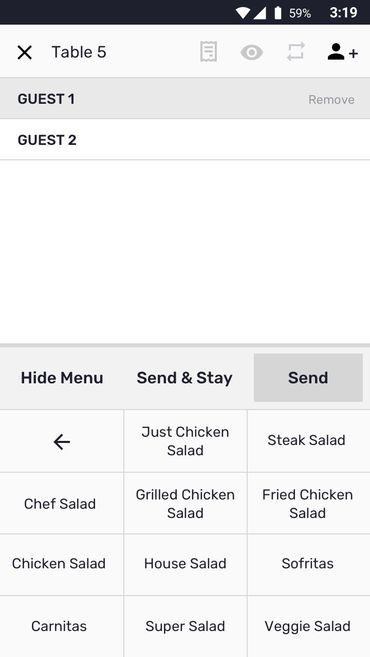 59% 3:19
Table 5
GUEST 1 Remove
GUEST 2
Hide Menu Send & Stay Send
Just Chicken
Salad
Steak Salad
Chef Salad
Grilled Chicken
Salad
Fried Chicken
Salad
Chicken Salad House Salad Sofritas
Carnitas Super Salad Veggie Salad